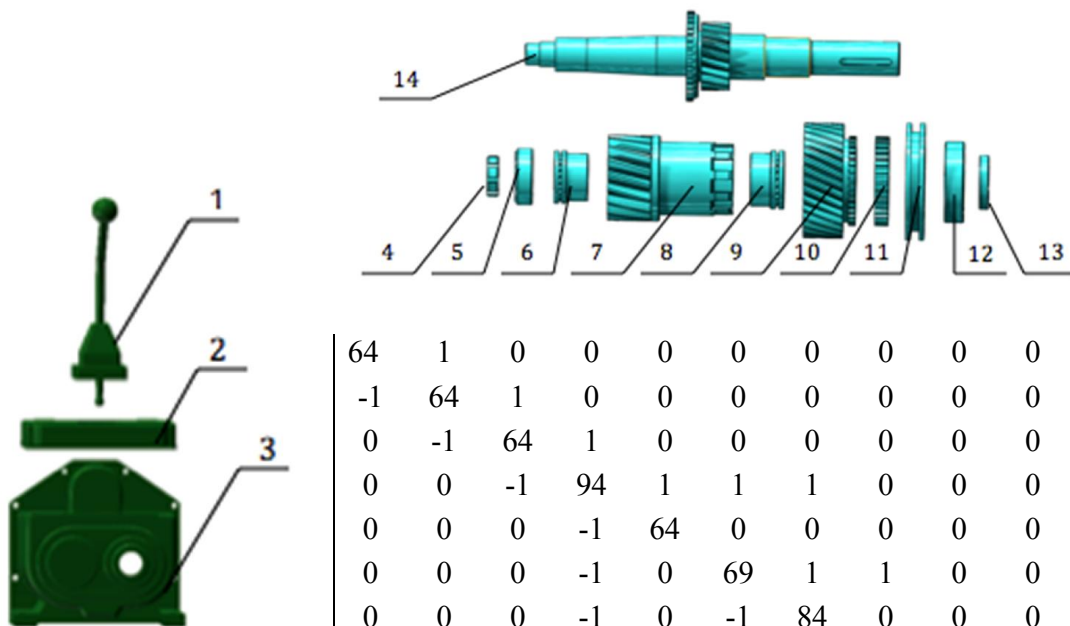 14
4 5 6 7 8 9 10 11 12 13
1
2
3
64 1 0 0 0 0 0 0 0 0
-1 64 1 0 0 0 0 0 0 0
0 -1 64 1 0 0 0 0 0 0
0 0 -1 94 1 1 1 0 0 0
0 0 0 -1 64 0 0 0 0 0
0 0 0 -1 0 69 1 1 0 0
0 0 0 -1 0 -1 84 0 0 0